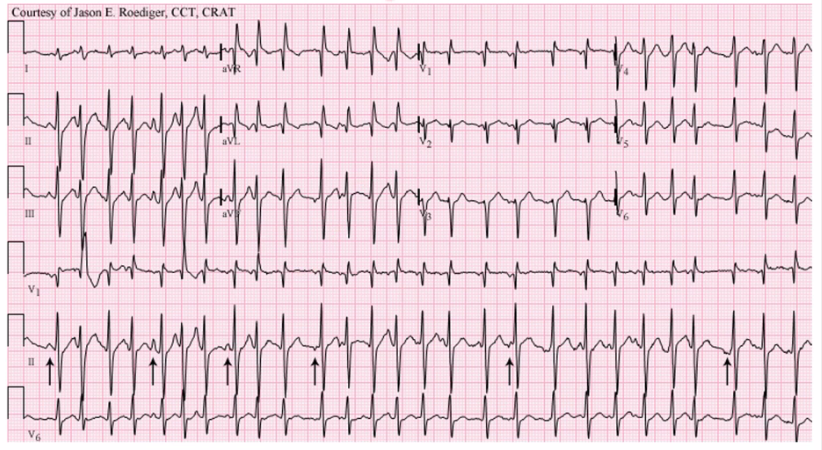 Courtesy of Jason E. Roediger, CCT, CRAT
I aVR V1 V4
II aVL V2 V5
III aVF V3 V6
V1
II
V6